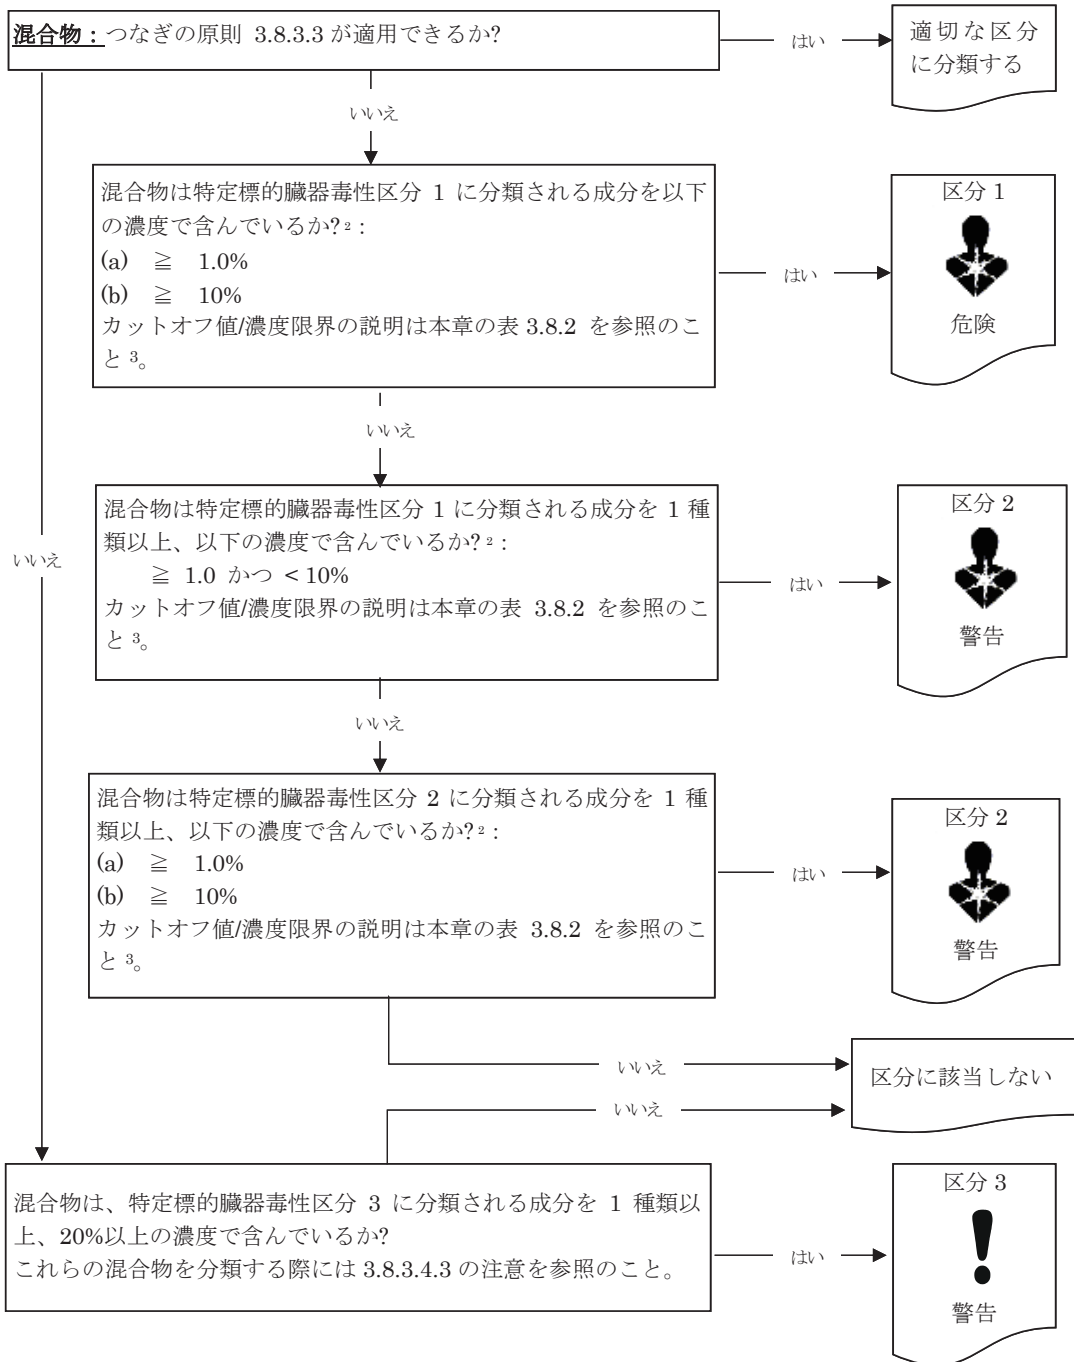 混合物：つなぎの原則 3.8.3.3 が適用できるか?
はい
適切な区分
に分類する
いいえ
混合物は特定標的臓器毒性区分 1 に分類される成分を以下
の濃度で含んでいるか?²：
(a) ≧ 1.0%
(b) ≧ 10%
カットオフ値/濃度限界の説明は本章の表 3.8.2 を参照のこ
と ³。
はい
区分 1
危険
いいえ
混合物は特定標的臓器毒性区分 1 に分類される成分を 1 種
類以上、以下の濃度で含んでいるか?²：
≧ 1.0 かつ < 10%
カットオフ値/濃度限界の説明は本章の表 3.8.2 を参照のこ
と ³。
はい
区分 2
警告
いいえ
いいえ
混合物は特定標的臓器毒性区分 2 に分類される成分を 1 種
類以上、以下の濃度で含んでいるか?²：
(a) ≧ 1.0%
(b) ≧ 10%
カットオフ値/濃度限界の説明は本章の表 3.8.2 を参照のこ
と ³。
はい
区分 2
警告
いいえ
いいえ
区分に該当しない
混合物は、特定標的臓器毒性区分 3 に分類される成分を 1 種類以
上、20%以上の濃度で含んでいるか?
これらの混合物を分類する際には 3.8.3.4.3 の注意を参照のこと。
はい
区分 3
!
警告